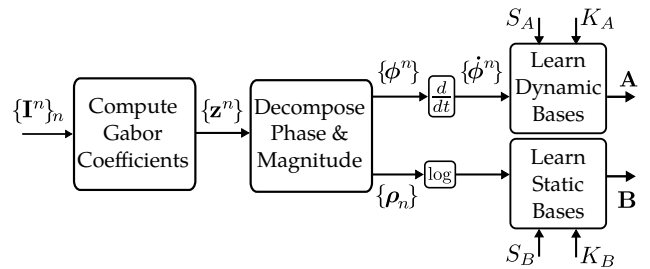 S_A K_A
{I^n}_n
Compute
Gabor
Coefficients
{z^n}
Decompose
Phase &
Magnitude
{ϕ^n}
d/dt
{ϕ̇^n}
Learn
Dynamic
Bases
A
{ρ_n}
log
Learn
Static
Bases
B
S_B K_B